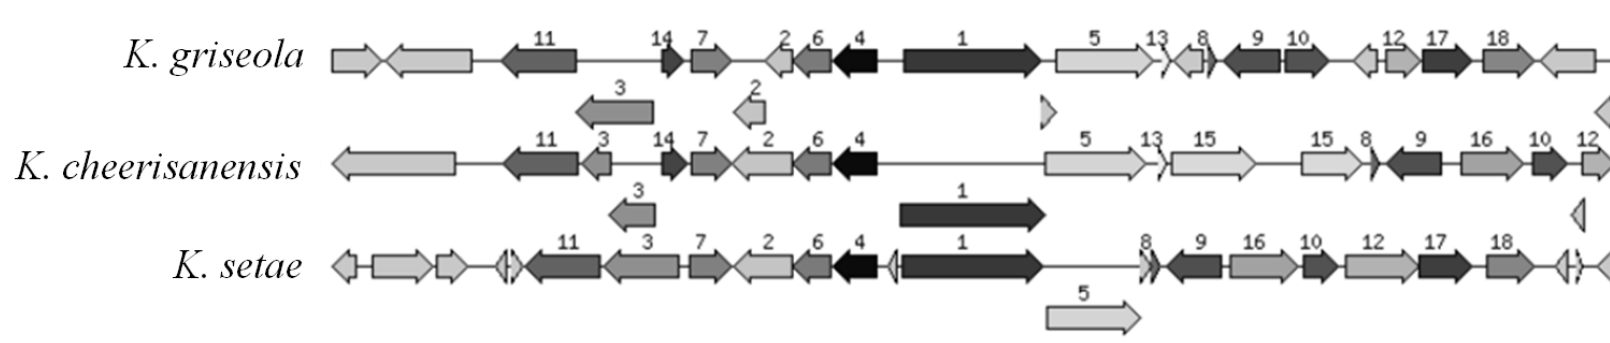 11 14 7 2 6 4 1 5 13 8 9 10 12 17 18
K. griseola
3 2
11 3 14 7 2 6 4 5 13 15 15 8 9 16 10 12
K. cheerisanensis
3 1
11 3 7 2 6 4 1 8 9 16 10 12 17 18
K. setae
5